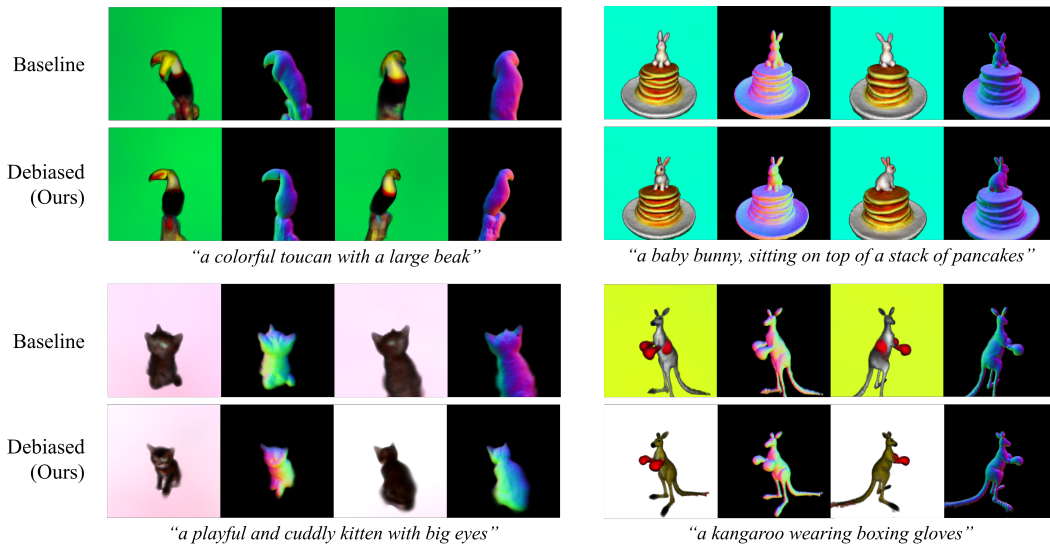 Baseline
Debiased
(Ours)
“a colorful toucan with a large beak”
“a baby bunny, sitting on top of a stack of pancakes”
Baseline
Debiased
(Ours)
“a playful and cuddly kitten with big eyes”
“a kangaroo wearing boxing gloves”